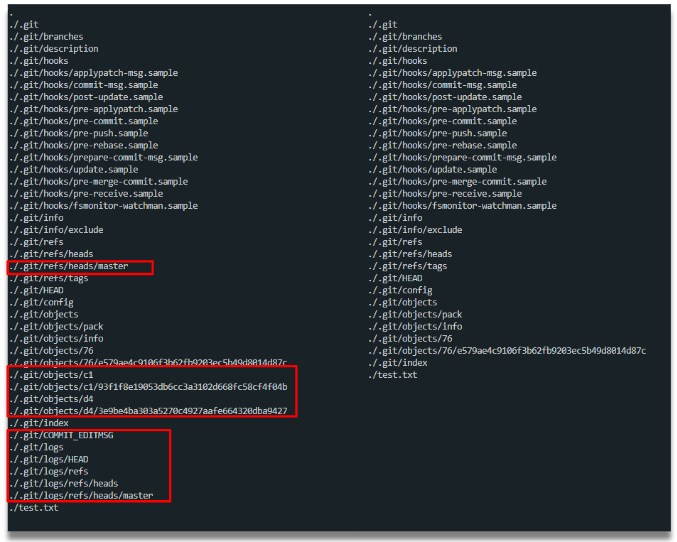 .
./.git
./.git/branches
./.git/description
./.git/hooks
./.git/hooks/applypatch-msg.sample
./.git/hooks/commit-msg.sample
./.git/hooks/post-update.sample
./.git/hooks/pre-applypatch.sample
./.git/hooks/pre-commit.sample
./.git/hooks/pre-push.sample
./.git/hooks/pre-rebase.sample
./.git/hooks/prepare-commit-msg.sample
./.git/hooks/update.sample
./.git/hooks/pre-merge-commit.sample
./.git/hooks/pre-receive.sample
./.git/hooks/fsmonitor-watchman.sample
./.git/info
./.git/info/exclude
./.git/refs
./.git/refs/heads
./.git/refs/heads/master
./.git/refs/tags
./.git/HEAD
./.git/config
./.git/objects
./.git/objects/pack
./.git/objects/info
./.git/objects/76
./.git/objects/76/e579ae4c9106f3b62fb9203ec5b49d8014d87c
./.git/objects/c1
./.git/objects/c1/93f1f8e19053db6cc3a3102d668fc58cf4f04b
./.git/objects/d4
./.git/objects/d4/3e9be4ba303a5270c4927aafe664320dba9427
./.git/index
./.git/COMMIT_EDITMSG
./.git/logs
./.git/logs/HEAD
./.git/logs/refs
./.git/logs/refs/heads
./.git/logs/refs/heads/master
./test.txt
.
./.git
./.git/branches
./.git/description
./.git/hooks
./.git/hooks/applypatch-msg.sample
./.git/hooks/commit-msg.sample
./.git/hooks/post-update.sample
./.git/hooks/pre-applypatch.sample
./.git/hooks/pre-commit.sample
./.git/hooks/pre-push.sample
./.git/hooks/pre-rebase.sample
./.git/hooks/prepare-commit-msg.sample
./.git/hooks/update.sample
./.git/hooks/pre-merge-commit.sample
./.git/hooks/pre-receive.sample
./.git/hooks/fsmonitor-watchman.sample
./.git/info
./.git/info/exclude
./.git/refs
./.git/refs/heads
./.git/refs/tags
./.git/HEAD
./.git/config
./.git/objects
./.git/objects/pack
./.git/objects/info
./.git/objects/76
./.git/objects/76/e579ae4c9106f3b62fb9203ec5b49d8014d87c
./.git/index
./test.txt